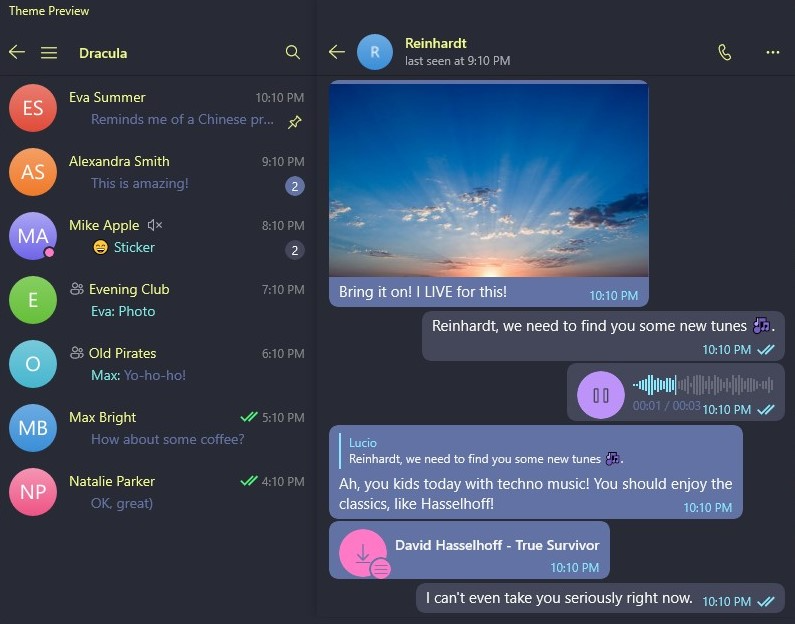 Theme Preview
Dracula
ES
Eva Summer
10:10 PM
Reminds me of a Chinese pr...
AS
Alexandra Smith
9:10 PM
This is amazing!
2
MA
Mike Apple
8:10 PM
😄 Sticker
2
E
Evening Club
7:10 PM
Eva: Photo
O
Old Pirates
6:10 PM
Max: Yo-ho-ho!
MB
Max Bright
5:10 PM
How about some coffee?
NP
Natalie Parker
4:10 PM
OK, great)
R
Reinhardt
last seen at 9:10 PM
Bring it on! I LIVE for this!
10:10 PM
Reinhardt, we need to find you some new tunes 🎶.
10:10 PM
00:01 / 00:03
10:10 PM
Lucio
Reinhardt, we need to find you some new tunes 🎶.
Ah, you kids today with techno music! You should enjoy the
classics, like Hasselhoff!
10:10 PM
David Hasselhoff - True Survivor
10:10 PM
I can't even take you seriously right now.
10:10 PM